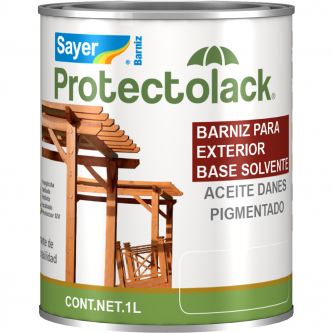 Sayer
Barniz
Protectolack®
BARNIZ PARA
EXTERIOR
BASE SOLVENTE
ACEITE DANES
PIGMENTADO
CONT.NET.1L